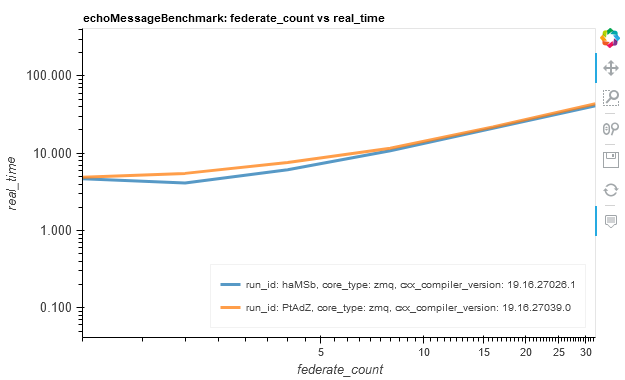 echoMessageBenchmark: federate_count vs real_time
100.000
10.000
1.000
0.100
real_time
run_id: haMSb, core_type: zmq, cxx_compiler_version: 19.16.27026.1
run_id: PtAdZ, core_type: zmq, cxx_compiler_version: 19.16.27039.0
5
10
15
20
25
30
federate_count